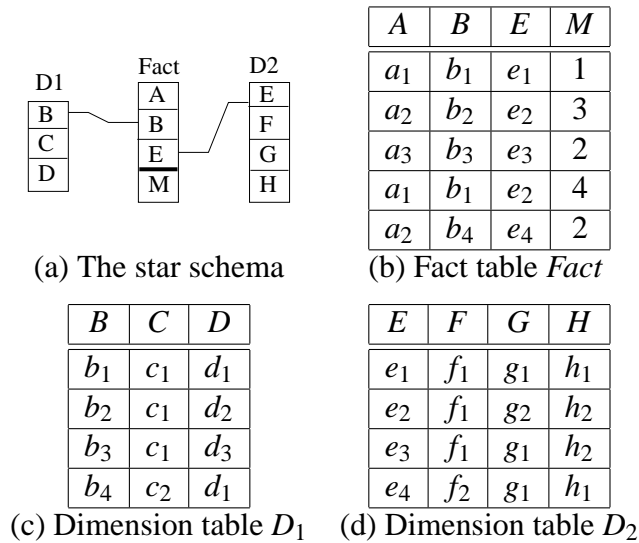 D1
B
C
D
Fact
A
B
E
M
D2
E
F
G
H
(a) The star schema
A B E M
a1 b1 e1 1
a2 b2 e2 3
a3 b3 e3 2
a1 b1 e2 4
a2 b4 e4 2
(b) Fact table Fact
B C D
b1 c1 d1
b2 c1 d2
b3 c1 d3
b4 c2 d1
(c) Dimension table D1
E F G H
e1 f1 g1 h1
e2 f1 g2 h2
e3 f1 g1 h2
e4 f2 g1 h1
(d) Dimension table D2